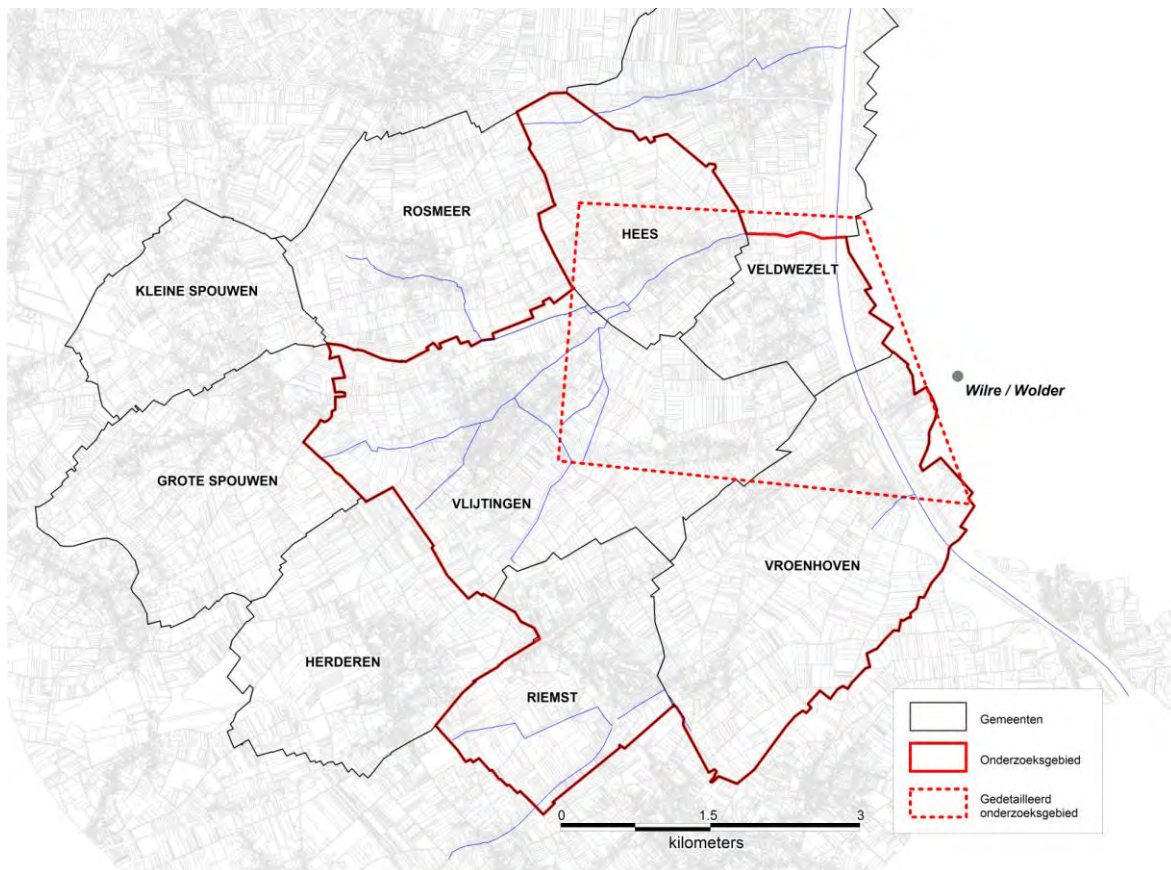 ROSMEER
HEES
KLEINE SPOUWEN
VELDWEZELT
Wilre / Wolder
GROTE SPOUWEN
VLIJTINGEN
VROENHOVEN
HERDEREN
RIEMST
Gemeenten
Onderzoeksgebied
Gedetailleerd
onderzoeksgebied
0 1.5 3
kilometers